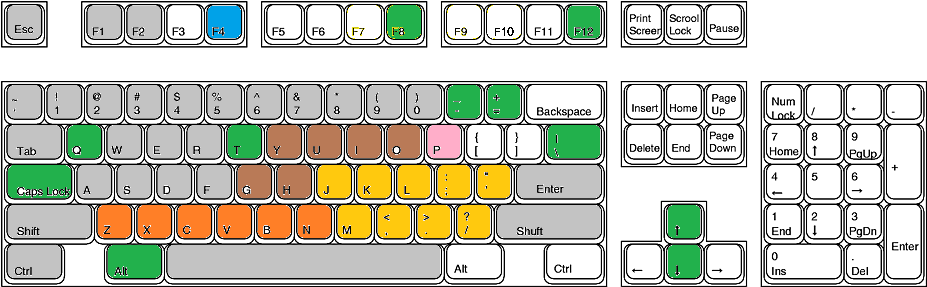 Esc F1 F2 F3 F4 F5 F6 F7 F8 F9 F10 F11 F12 Print Screen Scrool Lock Pause
~ ! @ # $ % ^ & * ( ) _ +
` 1 2 3 4 5 6 7 8 9 0 - = Backspace
Insert Home Page Up
Num Lock / * -
Tab Q W E R T Y U I O P { [ } ] | \
Delete End Page Down
7 Home 8 ↑ 9 PgUp +
Caps Lock A S D F G H J K L : ; " ' Enter
4 ← 5 6 →
Shift Z X C V B N M < , > . ? / Shuft
↑
1 End 2 ↓ 3 PgDn Enter
Ctrl Alt Alt Ctrl
← ↓ →
0 Ins . Del